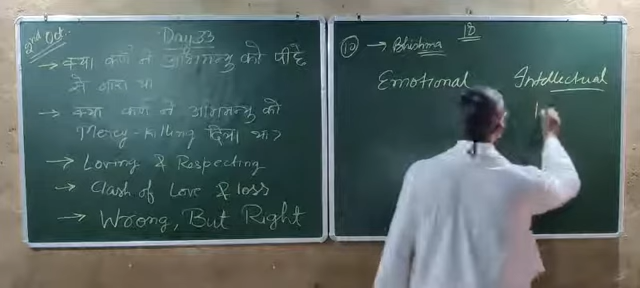 2nd Oct.
Day 33
→ क्या कर्ण ने अभिमन्यु को पीछे
से मारा था
→ क्या कर्ण ने अभिमन्यु को
Mercy-killing दिया था?
→ Loving & Respecting
→ Clash of Love & loss
→ Wrong, But Right
18
10 → Bhishma
Emotional Intellectual